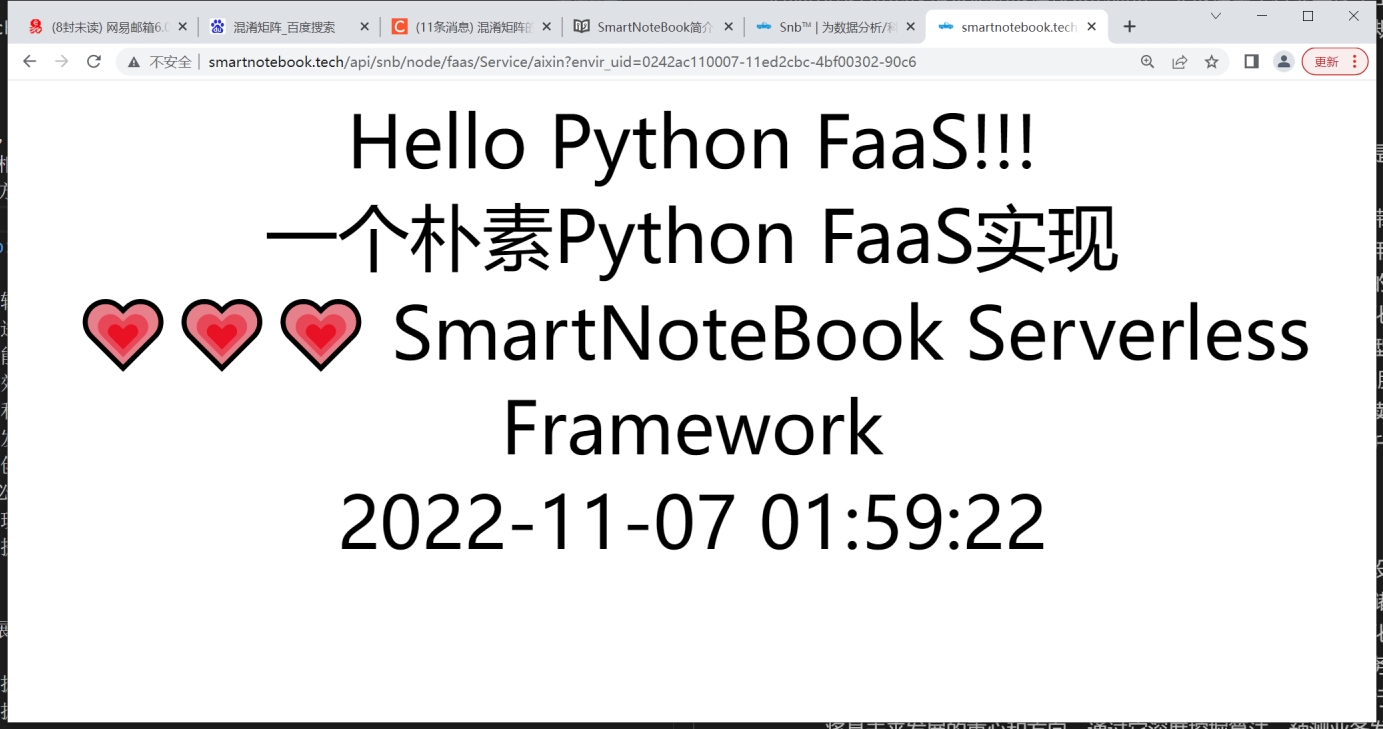 (8封未读) 网易邮箱6.0
混淆矩阵_百度搜索
(11条消息) 混淆矩阵的
SmartNoteBook简介
Snb™ | 为数据分析/科
smartnotebook.tech
不安全
smartnotebook.tech/api/snb/node/faas/Service/aixin?envir_uid=0242ac110007-11ed2cbc-4bf00302-90c6
更新
Hello Python FaaS!!!
一个朴素Python FaaS实现
💗💗💗 SmartNoteBook Serverless
Framework
2022-11-07 01:59:22